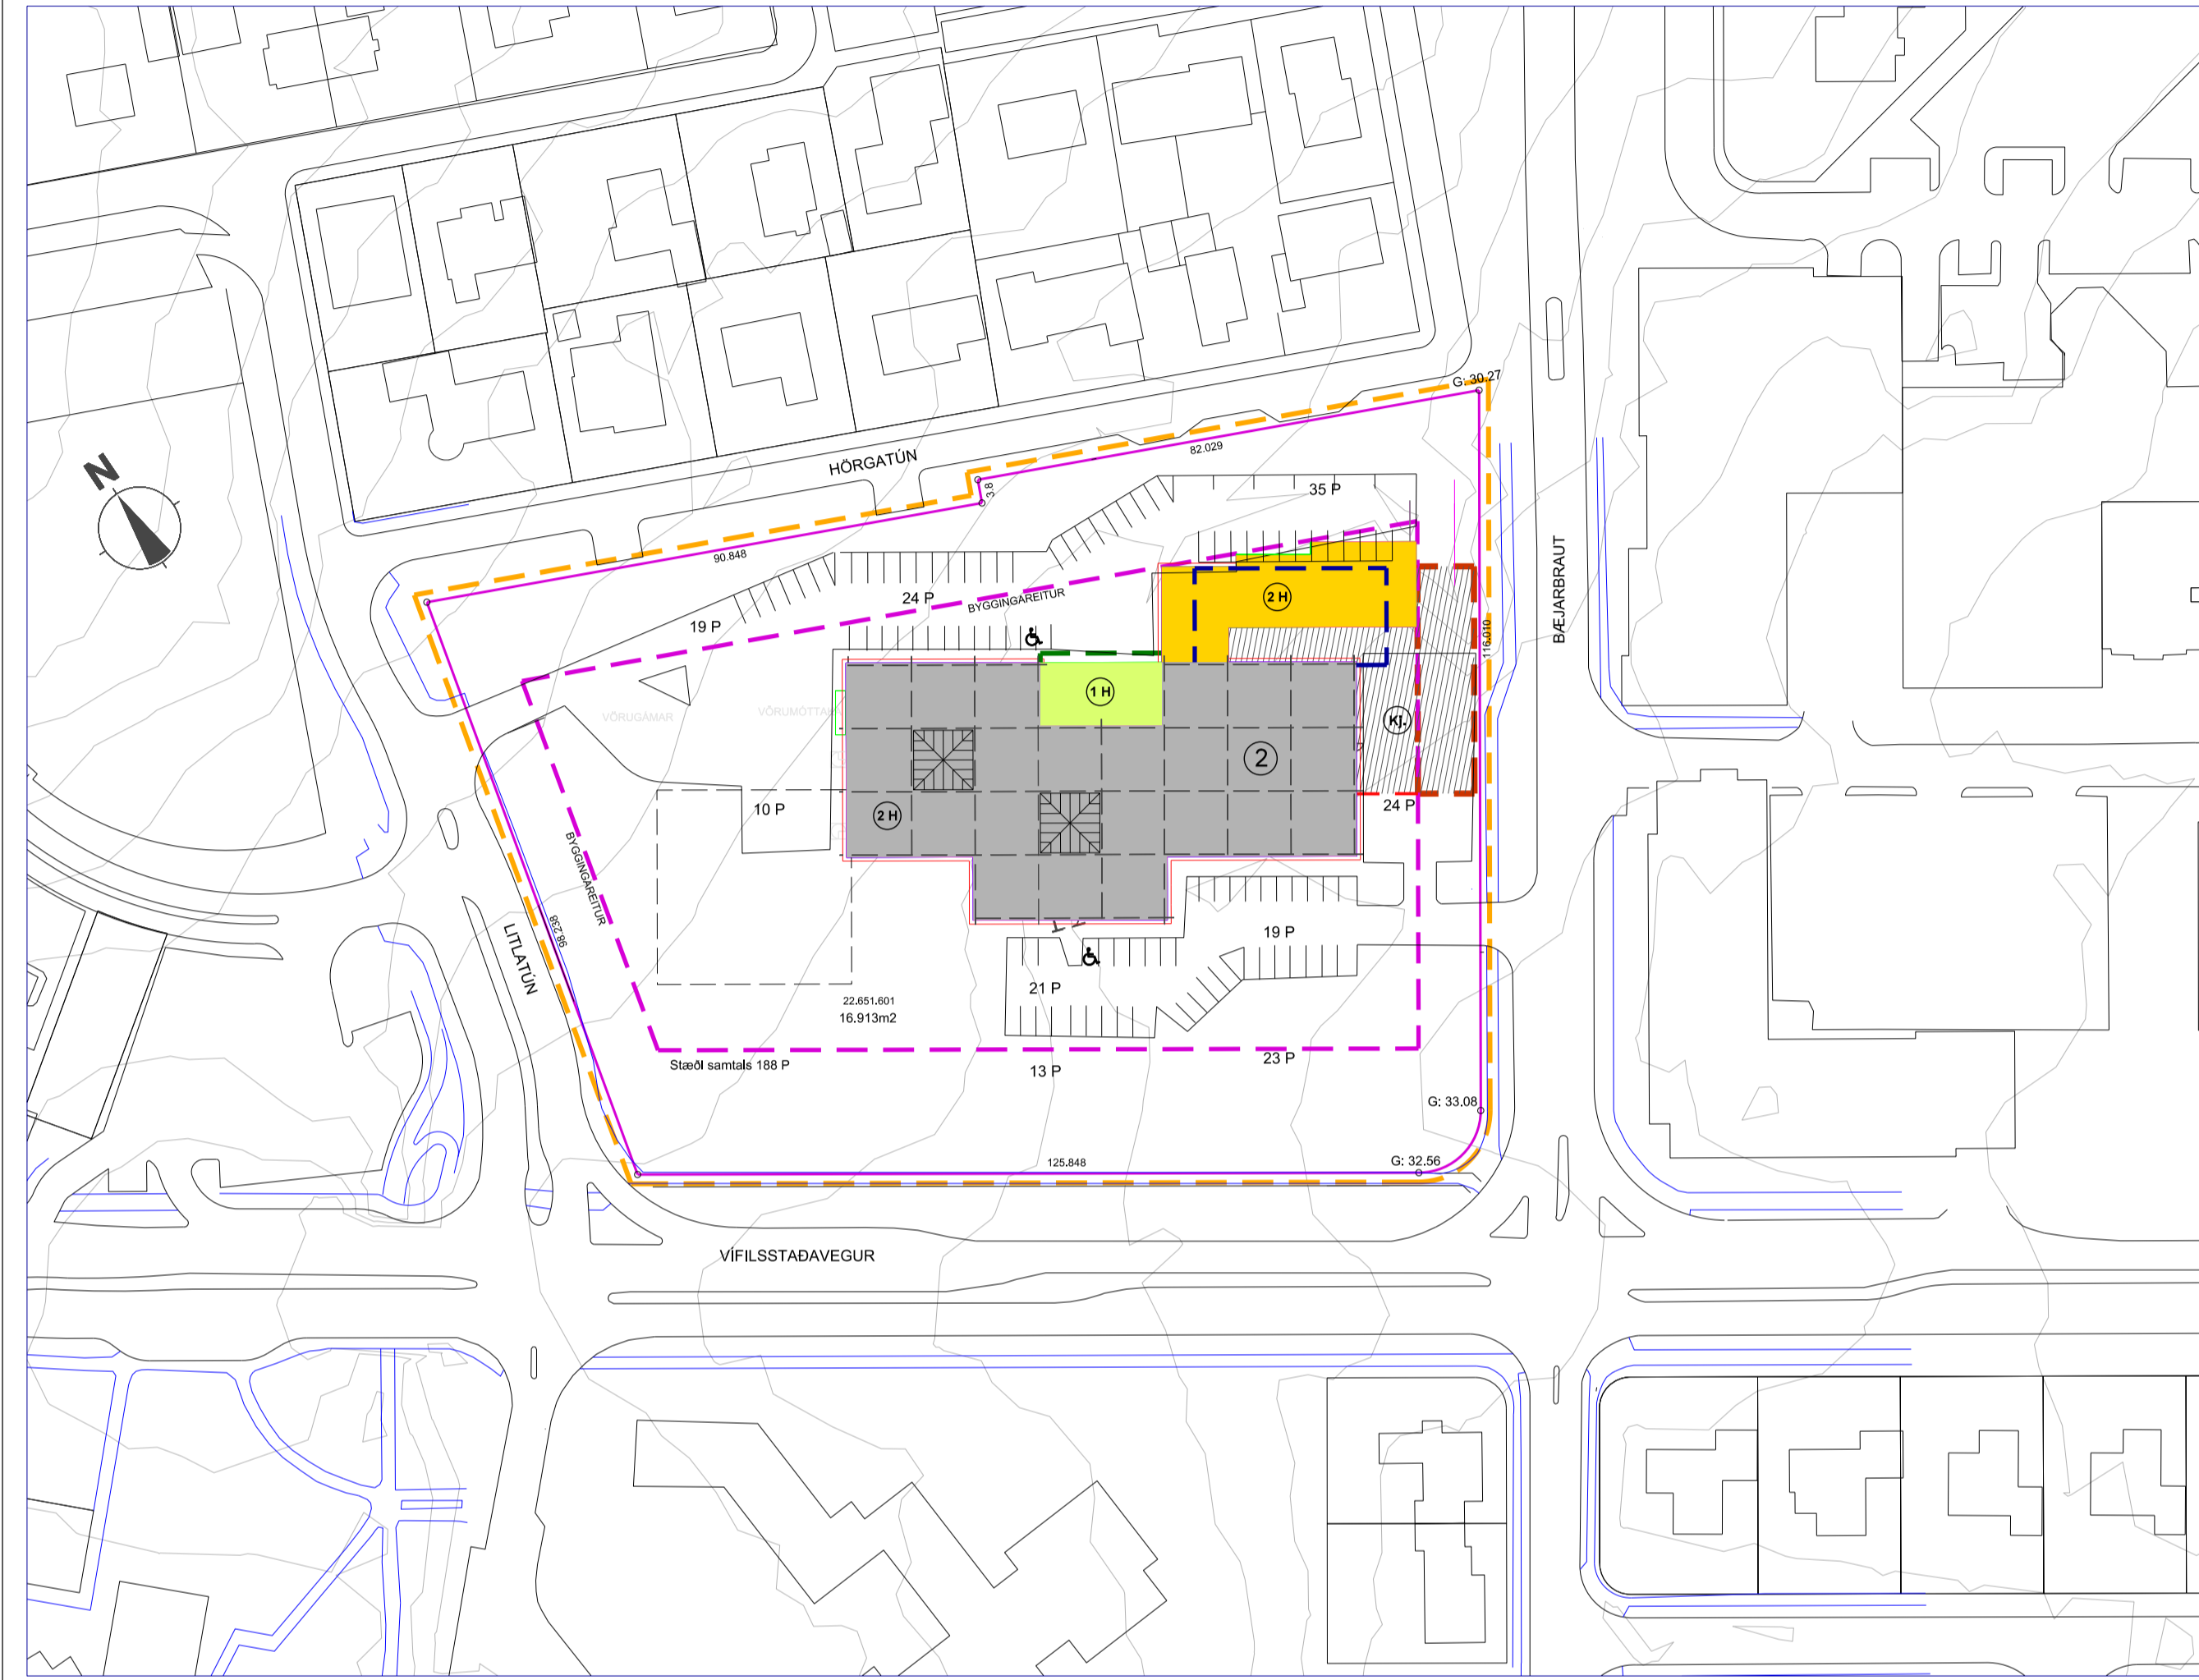 G: 30.27
82.029
HÖRGATÚN
N
3.8
35 P
90.848
BÆJARBRAUT
24 P
BYGGINGAREITUR
2 H
19 P
116.010
1 H
VÖRUGÁMAR
Kj.
2
10 P
2 H
24 P
BYGGINGAREITUR
98.238
LITLATÚN
19 P
21 P
22.651.601
16.913m2
Stæði samtals 188 P
13 P
23 P
G: 33.08
125.848
G: 32.56
VÍFILSSTAÐAVEGUR